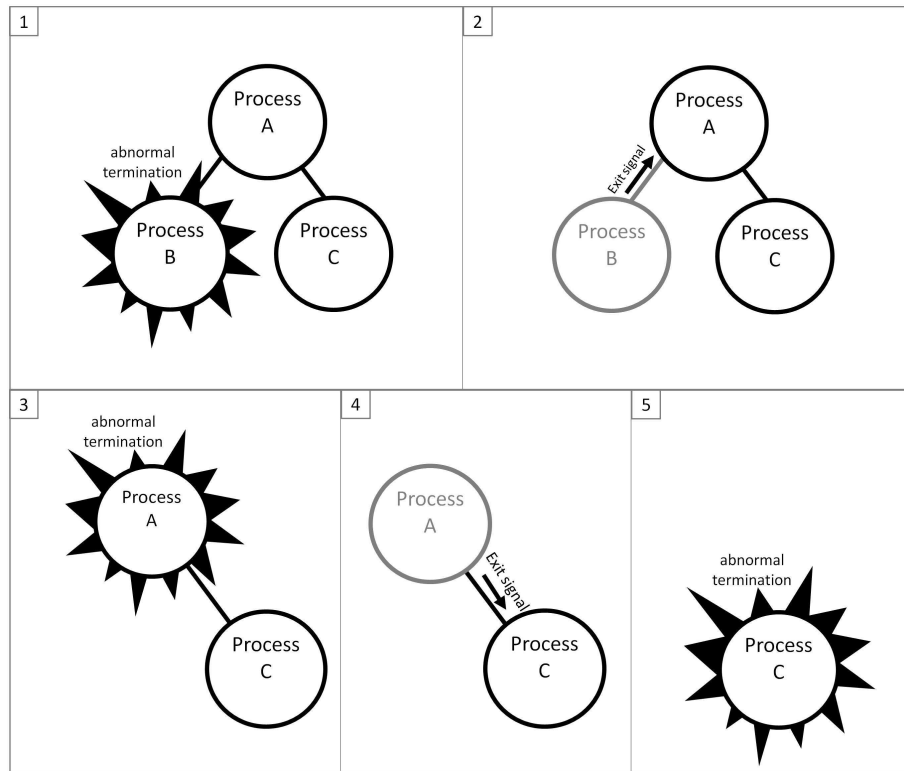 1
Process
A
abnormal
termination
Process
B
Process
C
2
Process
A
Exit signal
Process
B
Process
C
3
abnormal
termination
Process
A
Process
C
4
Process
A
Exit signal
Process
C
5
abnormal
termination
Process
C